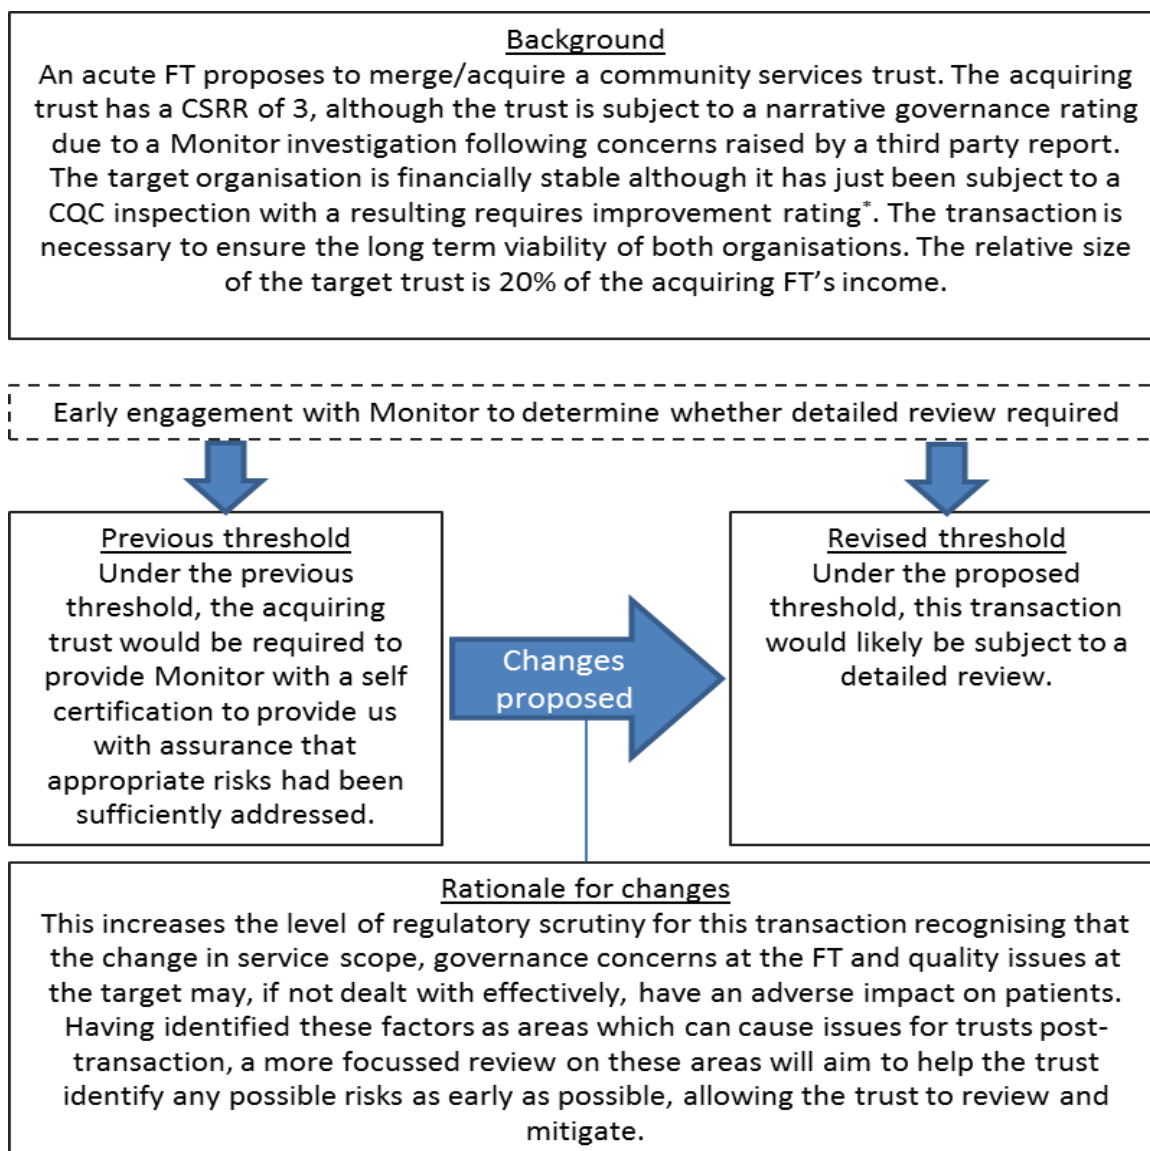 Background
An acute FT proposes to merge/acquire a community services trust. The acquiring
trust has a CSRR of 3, although the trust is subject to a narrative governance rating
due to a Monitor investigation following concerns raised by a third party report.
The target organisation is financially stable although it has just been subject to a
CQC inspection with a resulting requires improvement rating*. The transaction is
necessary to ensure the long term viability of both organisations. The relative size
of the target trust is 20% of the acquiring FT's income.
Early engagement with Monitor to determine whether detailed review required
Previous threshold
Under the previous
threshold, the acquiring
trust would be required to
provide Monitor with a self
certification to provide us
with assurance that
appropriate risks had been
sufficiently addressed.
Changes
proposed
Revised threshold
Under the proposed
threshold, this transaction
would likely be subject to a
detailed review.
Rationale for changes
This increases the level of regulatory scrutiny for this transaction recognising that
the change in service scope, governance concerns at the FT and quality issues at
the target may, if not dealt with effectively, have an adverse impact on patients.
Having identified these factors as areas which can cause issues for trusts post-
transaction, a more focussed review on these areas will aim to help the trust
identify any possible risks as early as possible, allowing the trust to review and
mitigate.